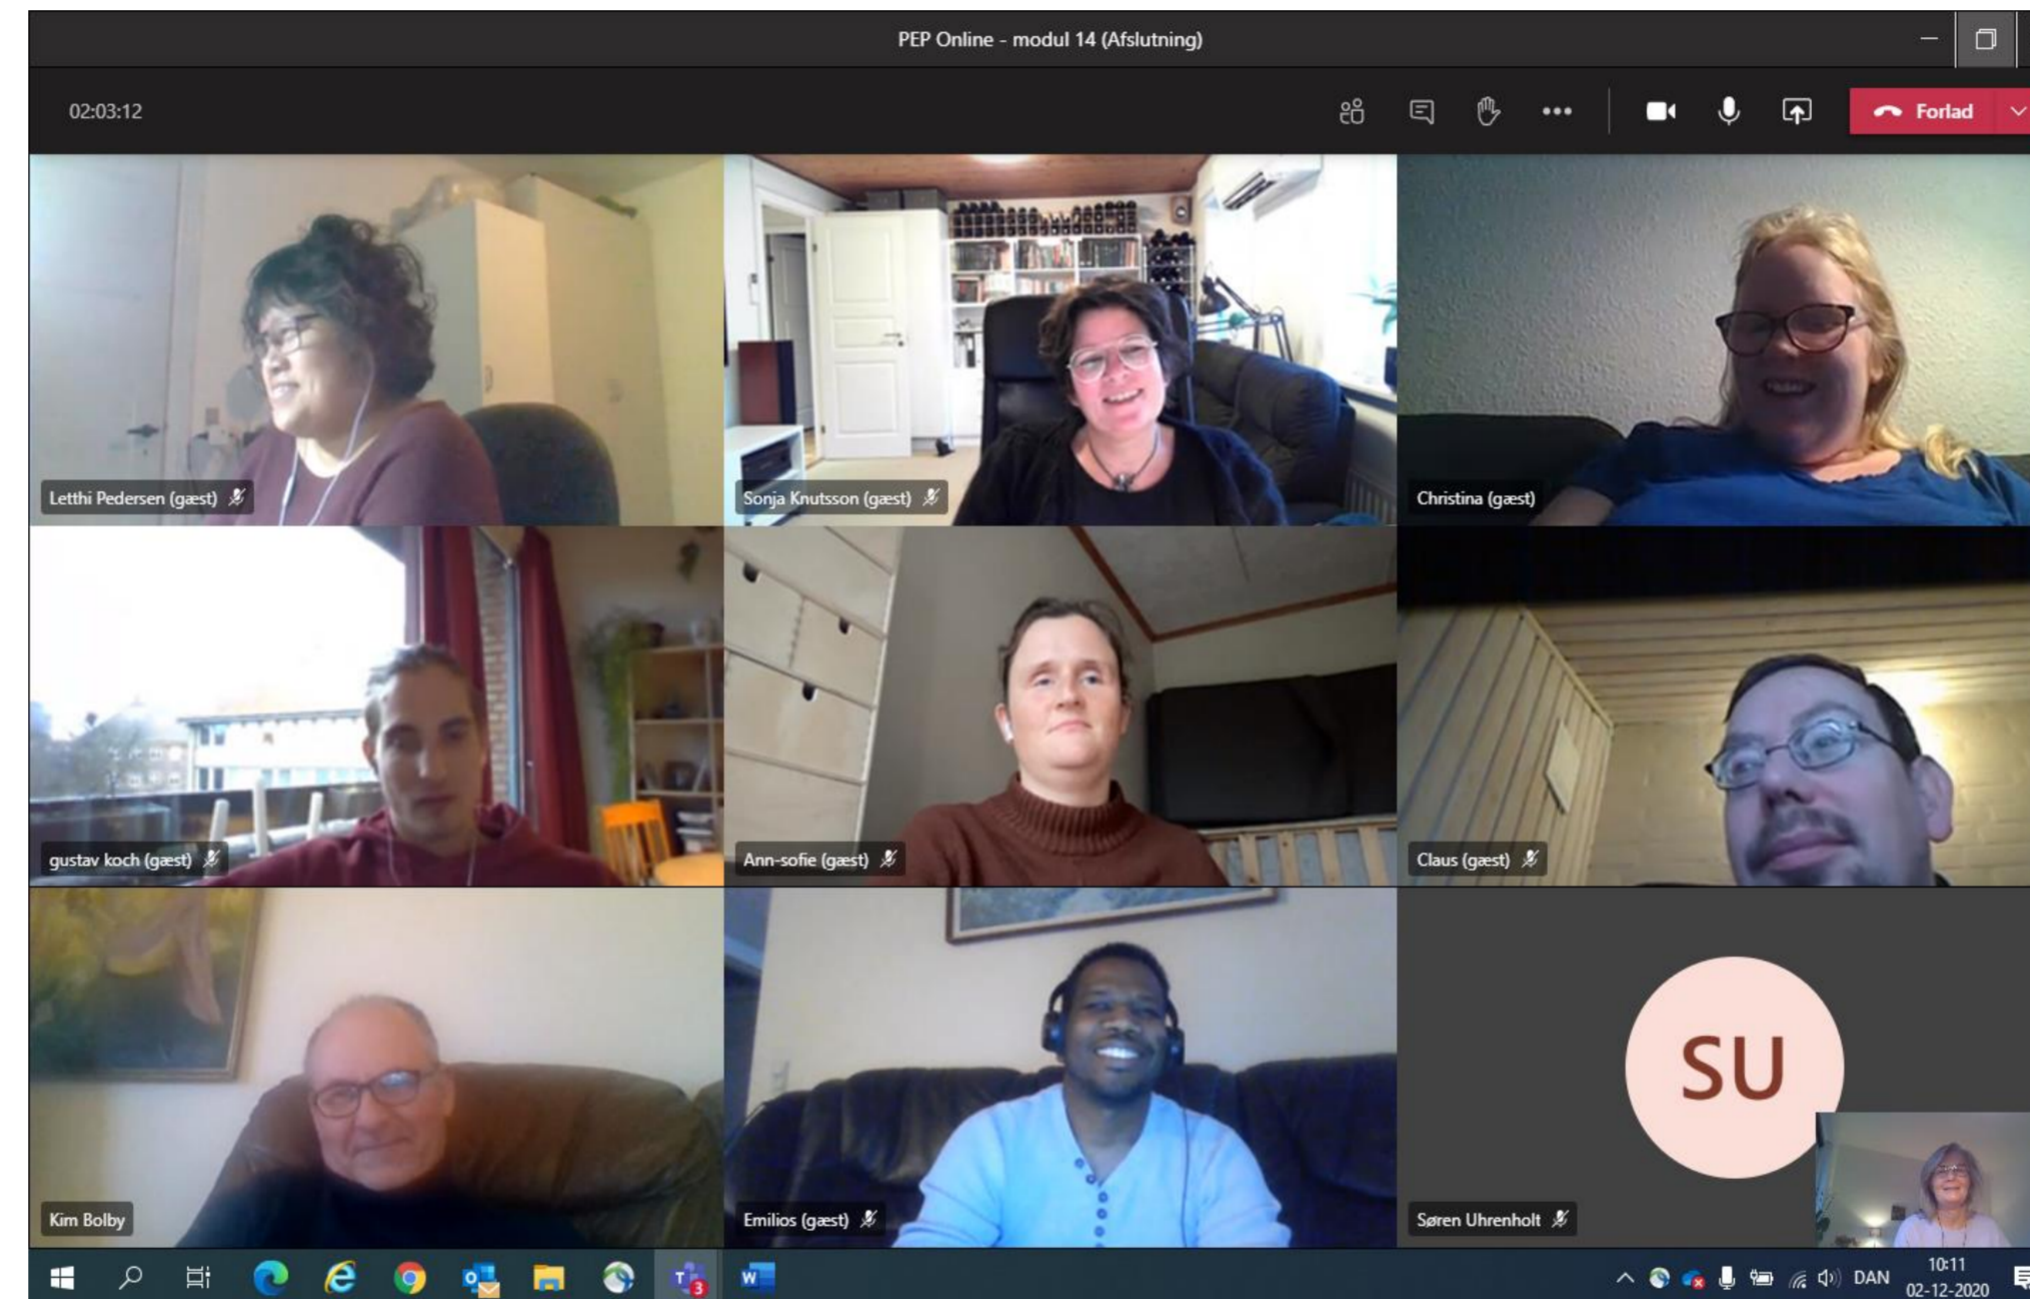 PEP Online - modul 14 (Afslutning)
02:03:12
Forlad
Letthi Pedersen (gæst)
Sonja Knutsson (gæst)
Christina (gæst)
gustav koch (gæst)
Ann-sofie (gæst)
Claus (gæst)
Kim Bolby
Emilios (gæst)
SU
Søren Uhrenholt
T 3
W
DAN
10:11
02-12-2020